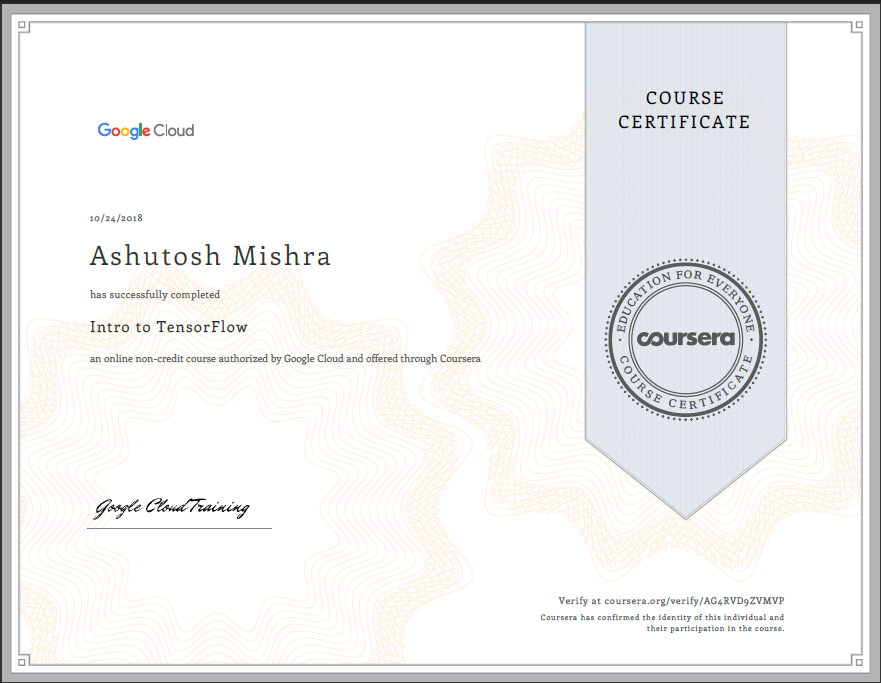 COURSE
CERTIFICATE
Google Cloud
10/24/2018
Ashutosh Mishra
has successfully completed
Intro to TensorFlow
an online non-credit course authorized by Google Cloud and offered through Coursera
EDUCATION FOR EVERYONE
coursera
COURSE CERTIFICATE
Google Cloud Training
Verify at coursera.org/verify/AG4RVD9ZVMVP
Coursera has confirmed the identity of this individual and
their participation in the course.